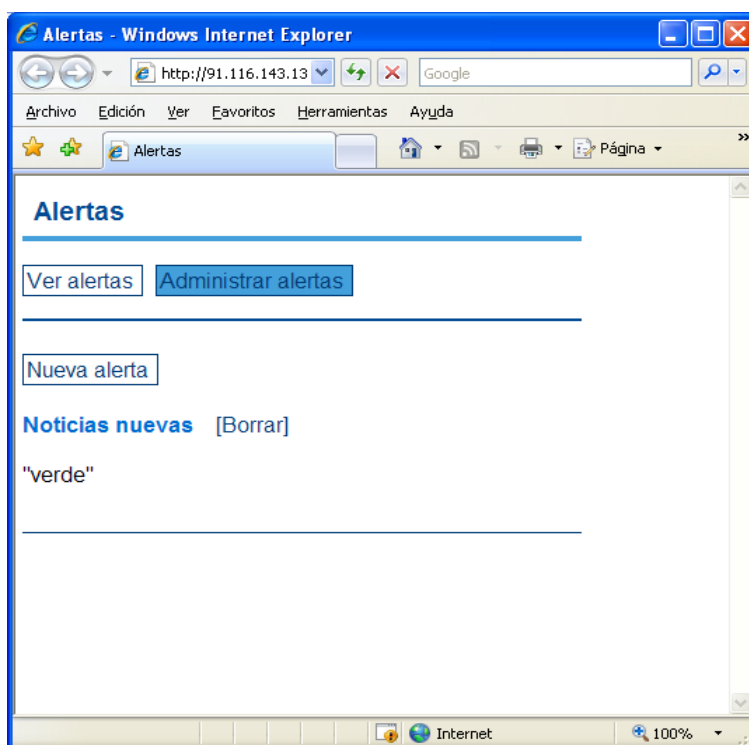 Alertas - Windows Internet Explorer
http://91.116.143.13 Google
Archivo Edición Ver Favoritos Herramientas Ayuda
Alertas Página
Alertas
Ver alertas Administrar alertas
Nueva alerta
Noticias nuevas [Borrar]
"verde"
Internet 100%